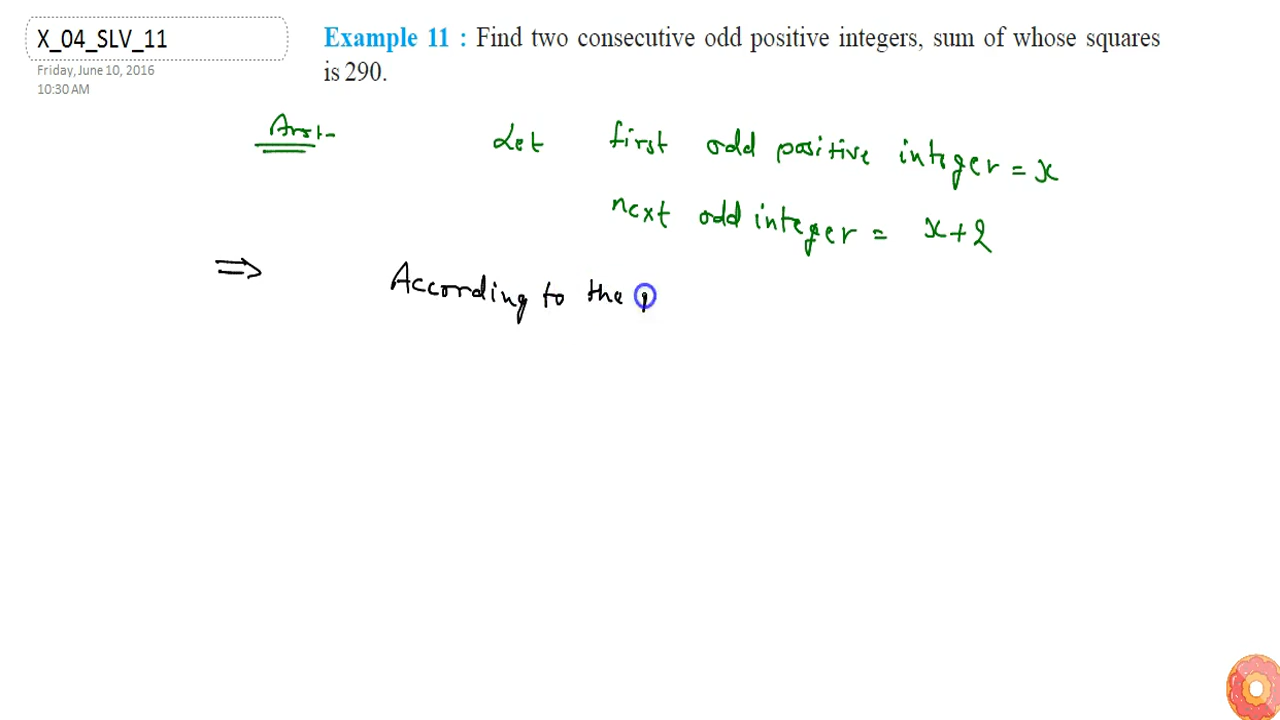 X_04_SLV_11
Friday, June 10, 2016
10:30 AM
Example 11 : Find two consecutive odd positive integers, sum of whose squares
is 290.
Let first odd positive integer = x
next odd integer = x+2
⇒ According to the